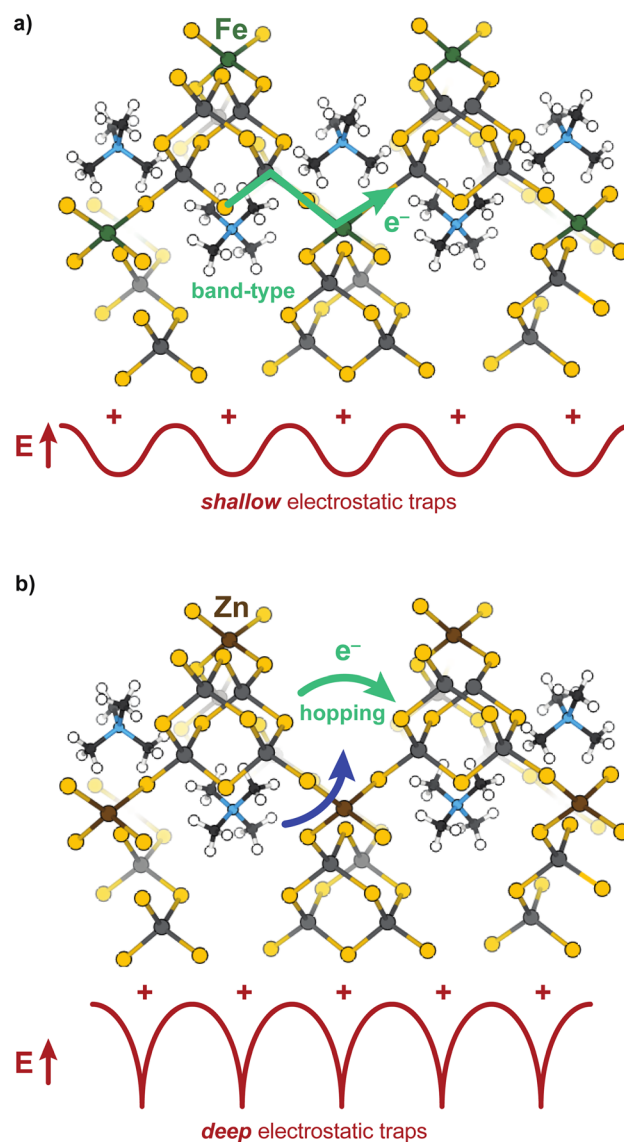 a)
Fe
e–
band-type
+ + + + +
E
shallow electrostatic traps
b)
Zn
e–
hopping
+ + + + +
E
deep electrostatic traps